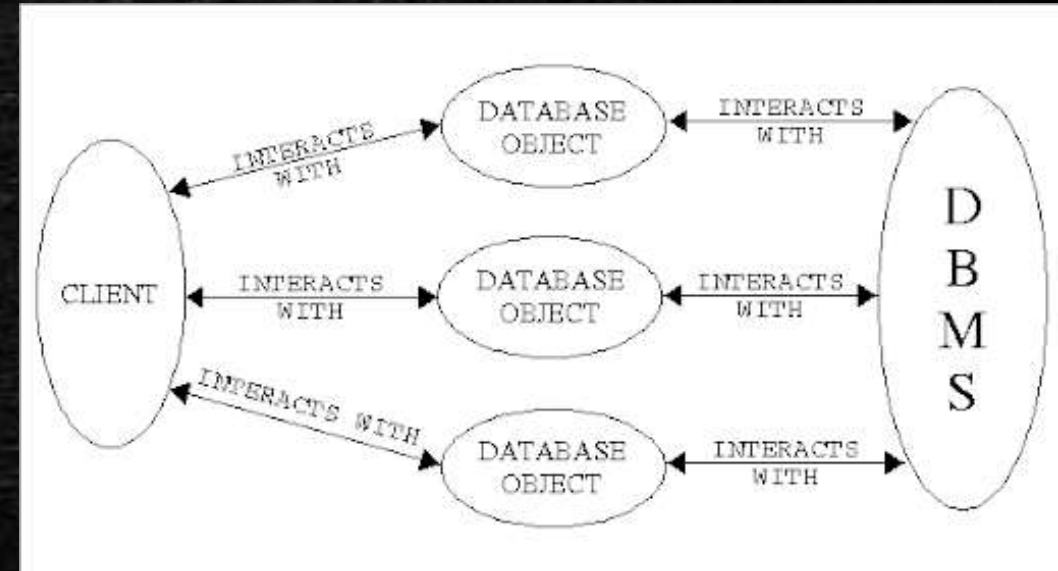 DATABASE
OBJECT
INTERACTS
WITH
INTERACTS
WITH
CLIENT
INTERACTS
WITH
DATABASE
OBJECT
INTERACTS
WITH
D
B
M
S
INTERACTS WITH
DATABASE
OBJECT
INTERACTS
WITH